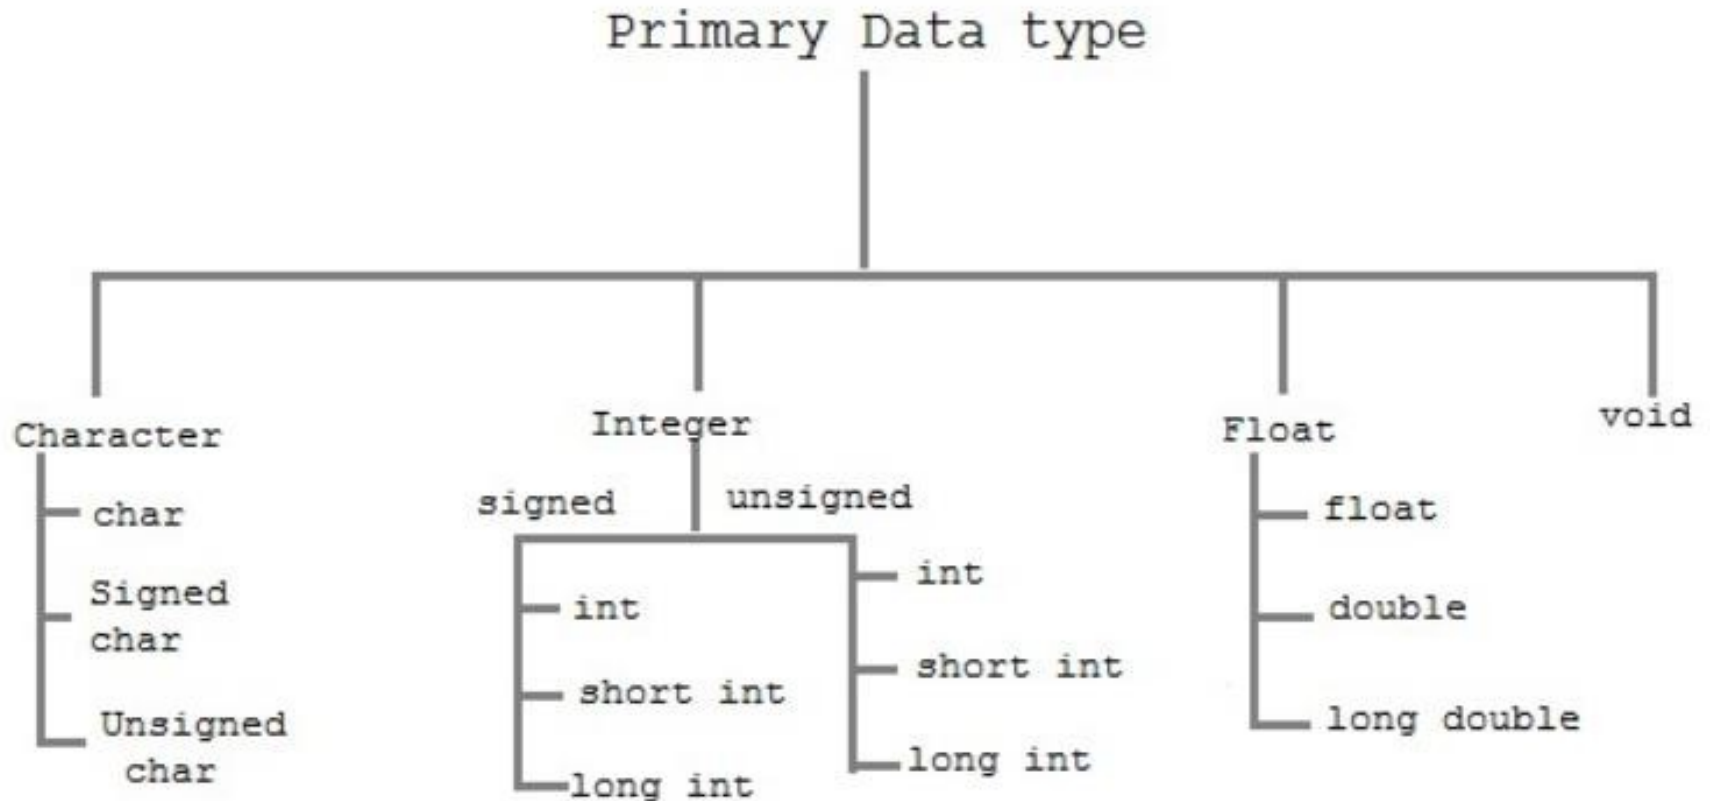 Primary Data type
Character
char
Signed
char
Unsigned
char
Integer
signed
int
short int
long int
unsigned
int
short int
long int
Float
float
double
long double
void